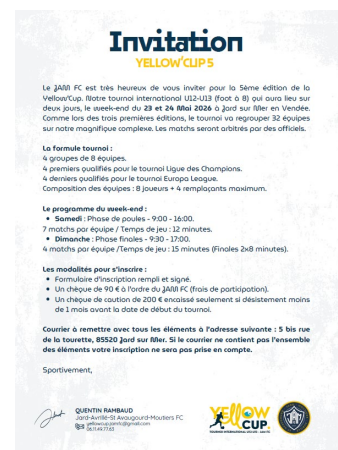 Invitation
YELLOW'CUP 5
Le JAM FC est très heureux de vous inviter pour la 5ème édition de la
Yellow'Cup. Notre tournoi international U12-U13 (foot à 8) qui aura lieu sur
deux jours, le week-end du 23 et 24 Mai 2026 à Jard sur Mer en Vendée.
Comme lors des trois premières éditions, le tournoi va regrouper 32 équipes
sur notre magnifique complexe. Les matchs seront arbitrés par des officiels.
La formule tournoi :
4 groupes de 8 équipes.
4 premiers qualifiés pour le tournoi Ligue des Champions.
4 derniers qualifiés pour le tournoi Europa League.
Composition des équipes : 8 joueurs + 4 remplaçants maximum.
Le programme du week-end :
• Samedi : Phase de poules - 9:00 - 16:00.
7 matchs par équipe / Temps de jeu : 12 minutes.
• Dimanche : Phase finales - 9:30 - 17:00.
4 matchs par équipe /Temps de jeu : 15 minutes (Finales 2x8 minutes).
Les modalités pour s'inscrire :
• Formulaire d'inscription rempli et signé.
• Un chèque de 90 € à l'ordre du JAM FC (frais de participation).
• Un chèque de caution de 200 € encaissé seulement si désistement moins
de 1 mois avant la date de début du tournoi.
Courrier à remettre avec tous les éléments à l'adresse suivante : 5 bis rue
de la tourette, 85520 Jard sur Mer. Si le courrier ne contient pas l'ensemble
des éléments votre inscription ne sera pas prise en compte.
Sportivement,
QUENTIN RAMBAUD
Jard-Avrillé-St Avaugourd-Moutiers FC
yellowcup.jamfc@gmail.com
06.11.49.77.63
YELLOW
CUP